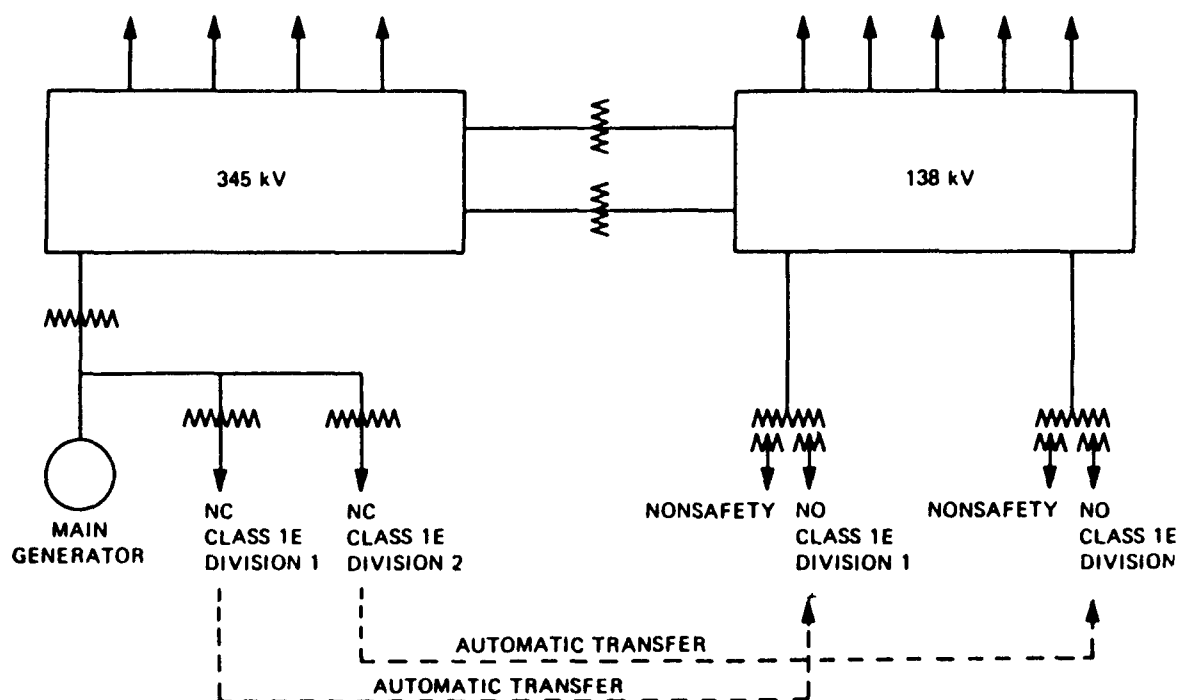 345 kV
138 kV
MAIN
GENERATOR
NC
CLASS 1E
DIVISION 1
NC
CLASS 1E
DIVISION 2
NONSAFETY
NO
CLASS 1E
DIVISION 1
NONSAFETY
NO
CLASS 1E
DIVISION
AUTOMATIC TRANSFER
AUTOMATIC TRANSFER